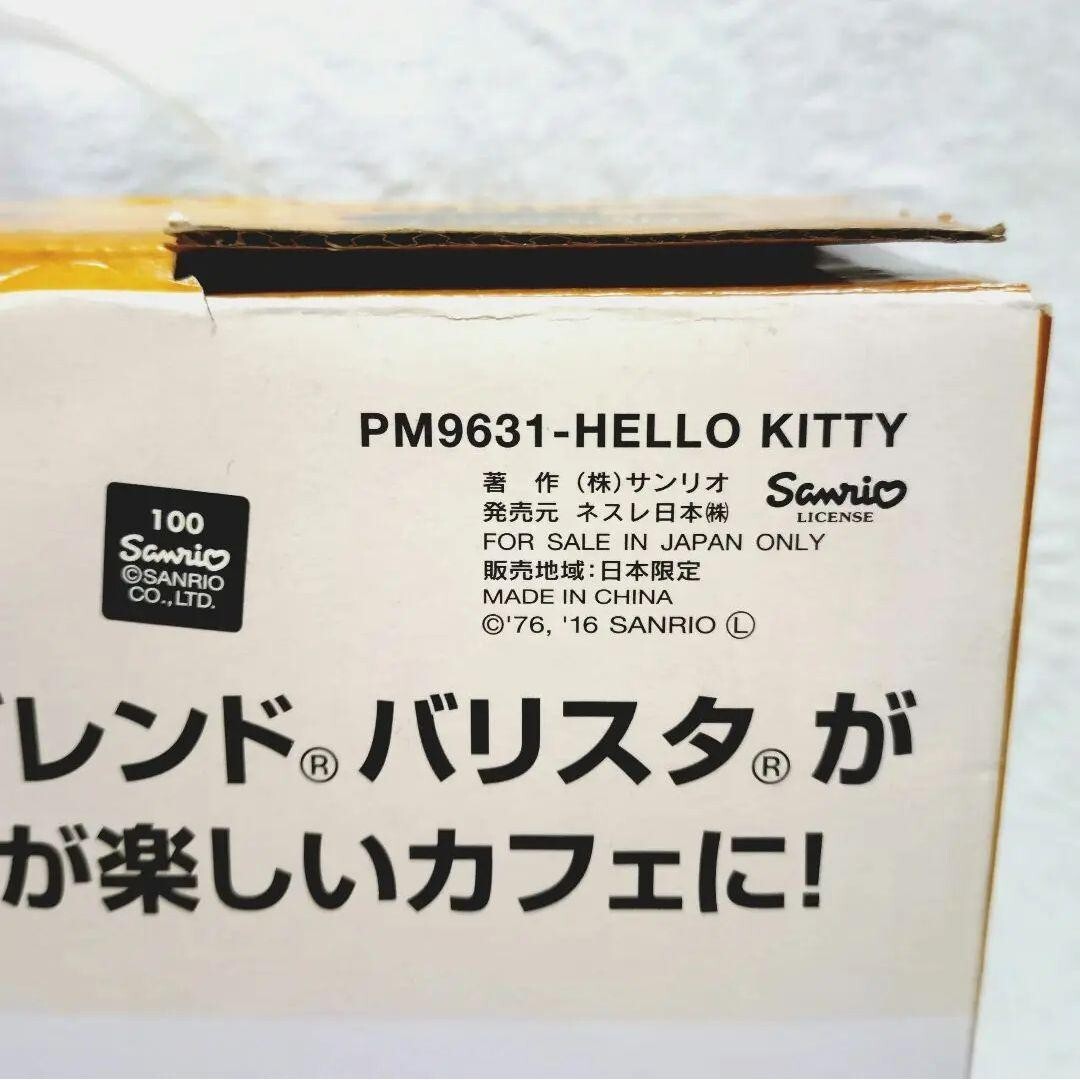 PM9631-HELLO KITTY
著　作 (株)サンリオ
発売元 ネスレ日本㈱
FOR SALE IN JAPAN ONLY
販売地域:日本限定
MADE IN CHINA
©'76, '16 SANRIO Ⓛ
Sanrio
LICENSE
100
Sanrio
©SANRIO
CO.,LTD.
レンド® バリスタ® が
が楽しいカフェに!